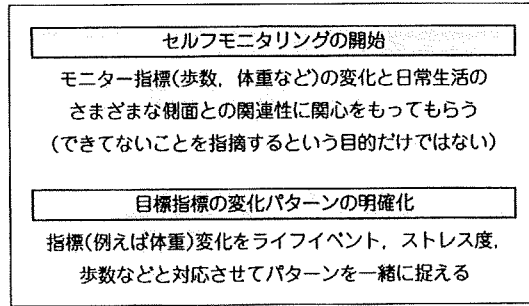 セルフモニタリングの開始
モニター指標(歩数，体重など)の変化と日常生活の
さまざまな側面との関連性に関心をもってもらう
(できてないことを指摘するという目的だけではない)
目標指標の変化パターンの明確化
指標(例えば体重)変化をライフイベント，ストレス度，
歩数などと対応させてパターンを一緒に捉える